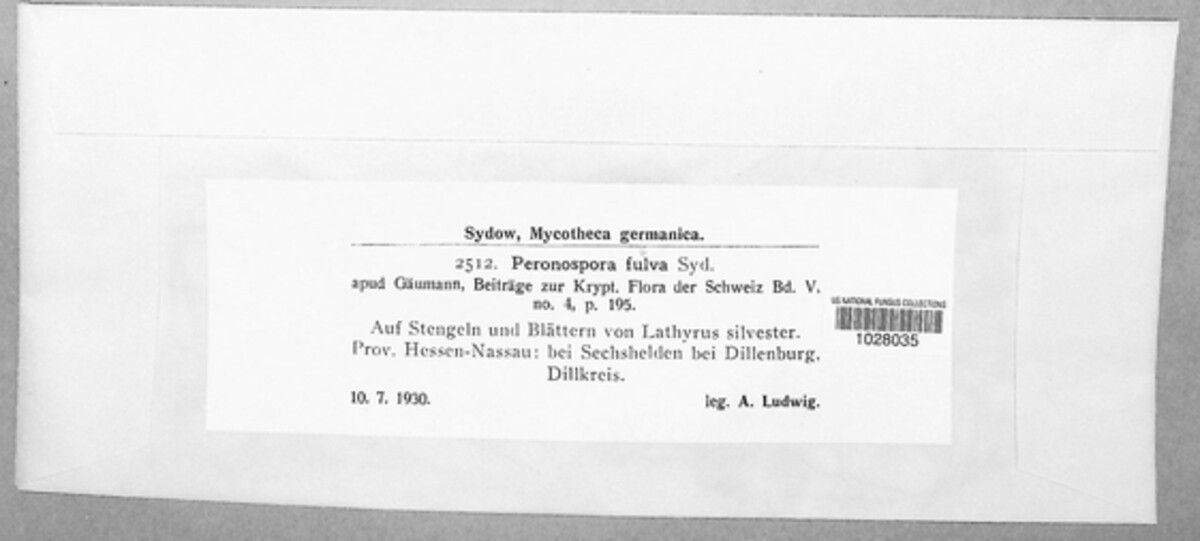 Sydow, Mycotheca germanica.
2512. Peronospora fulva Syd.
apud Gäumann, Beiträge zur Krypt. Flora der Schweiz Bd. V.
no. 4, p. 195.
Auf Stengeln und Blättern von Lathyrus silvester.
Prov. Hessen-Nassau: bei Sechshelden bei Dillenburg,
Dillkreis.
10. 7. 1930. leg. A. Ludwig.
US NATIONAL FUNGUS COLLECTIONS
1028035